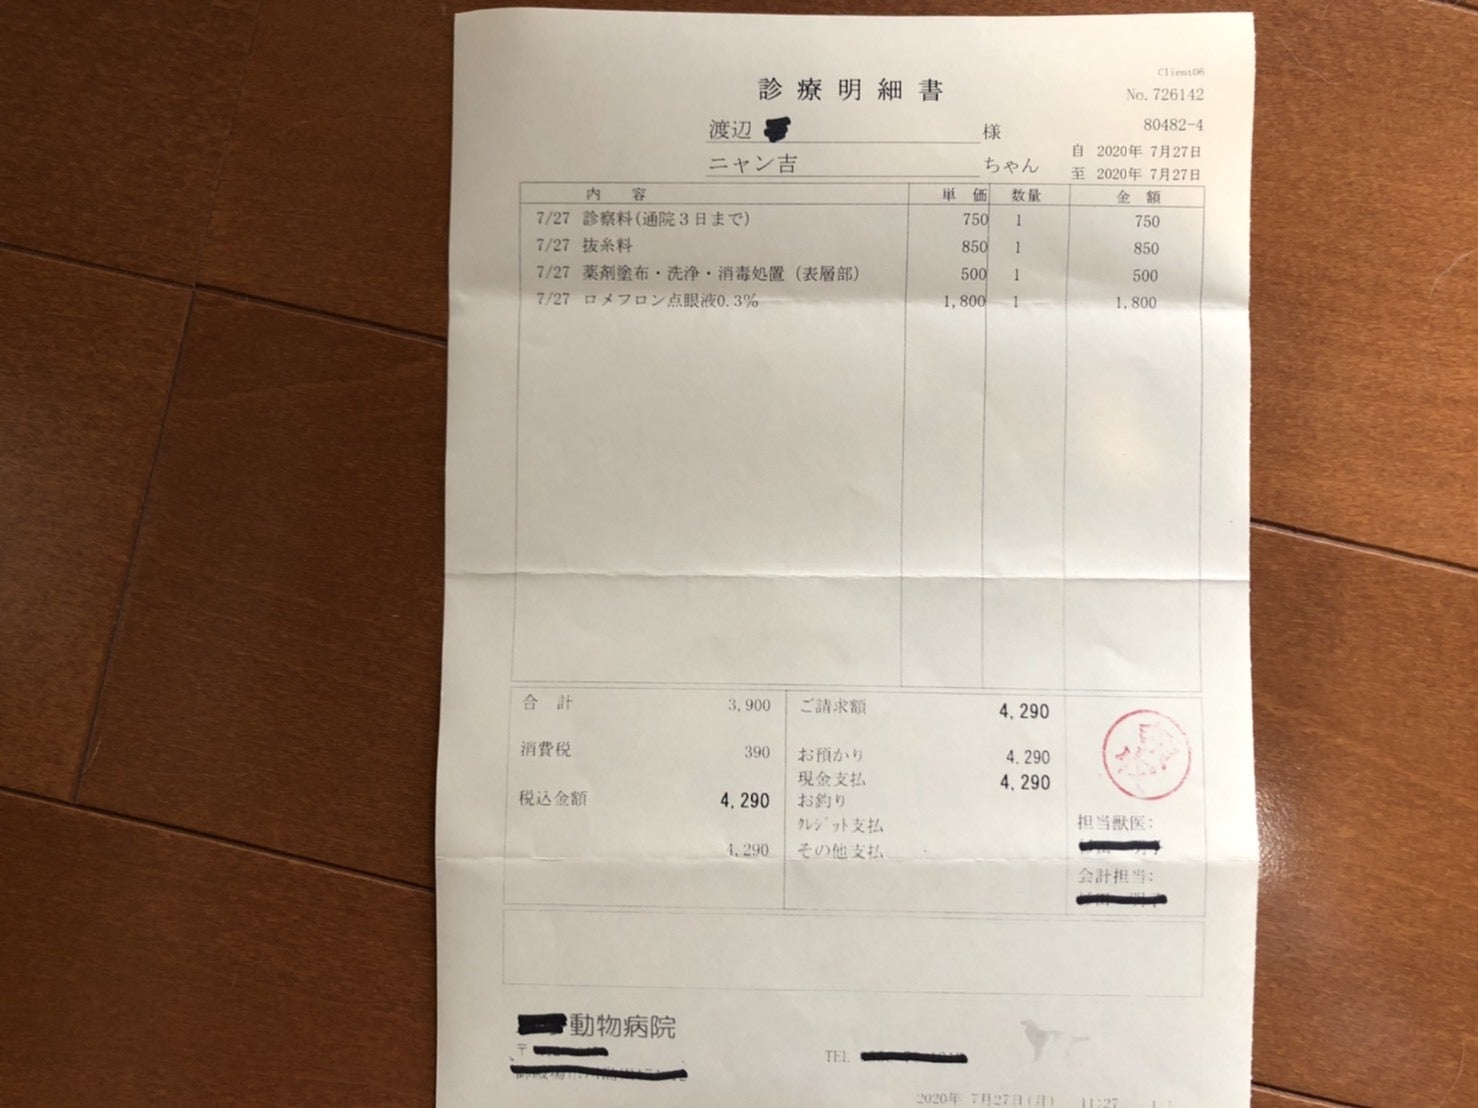 Client06
診療明細書
No. 726142
渡辺 様
80482-4
ニャン吉 ちゃん
自 2020年 7月27日
至 2020年 7月27日
内 容 単 価 数量 金 額
7/27 診察料(通院3日まで) 750 1 750
7/27 抜糸料 850 1 850
7/27 薬剤塗布・洗浄・消毒処置(表層部) 500 1 500
7/27 ロメフロン点眼液0.3% 1,800 1 1,800
合 計 3,900 ご請求額 4,290
消費税 390 お預かり 4,290
現金支払 4,290
税込金額 4,290 お釣り
クレジット支払
4,290 その他支払
担当獣医:
会計担当:
動物病院
〒
TEL
2020年 7月27日(月) 11:27